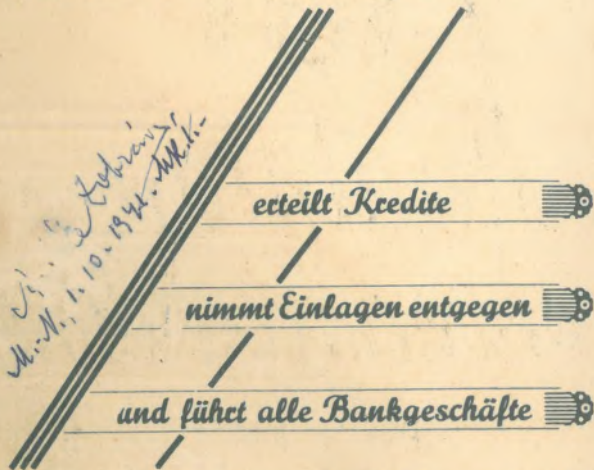 M.-N., 1.-10.-1941.
erteilt Kredite
nimmt Einlagen entgegen
und führt alle Bankgeschäfte